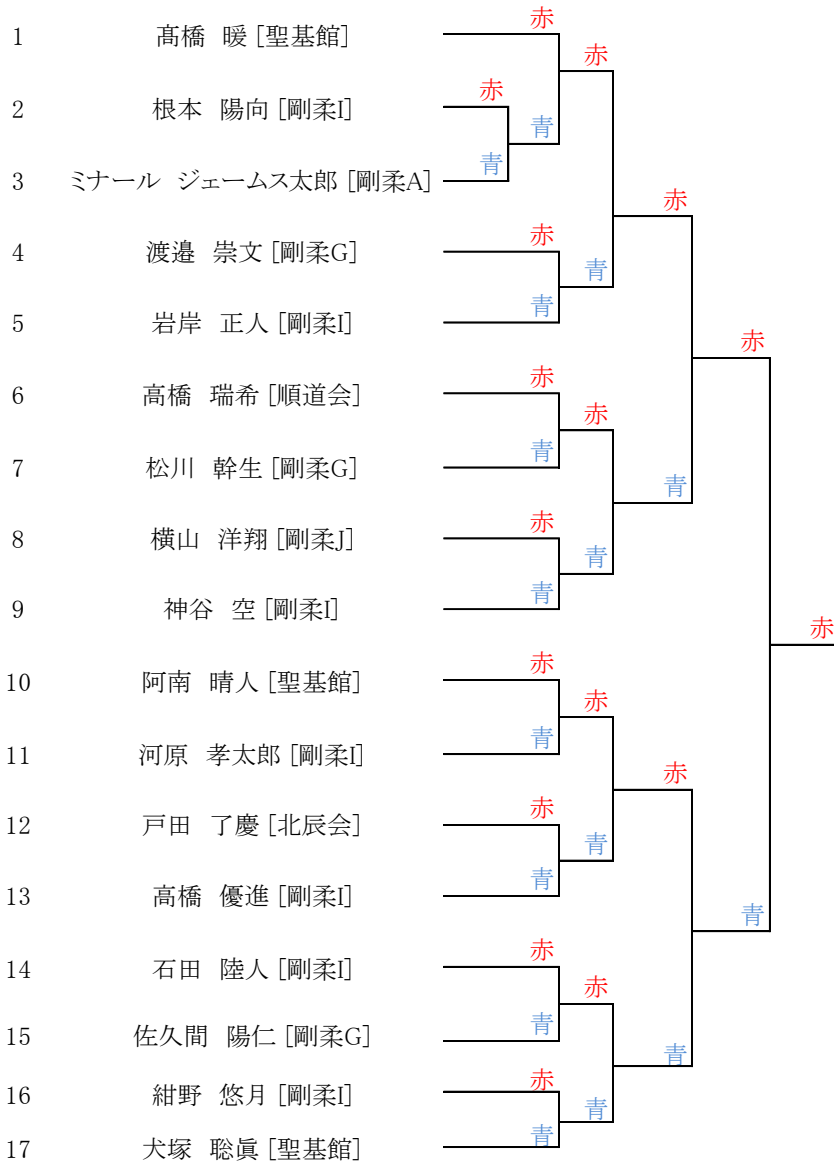 赤
1 髙橋 暖 [聖基館]
赤
赤
2 根本 陽向 [剛柔I]
青
青
3 ミナール ジェームス太郎 [剛柔A]
赤
赤
4 渡邉 崇文 [剛柔G]
青
青
5 岩岸 正人 [剛柔I]
赤
赤
6 高橋 瑞希 [順道会]
赤
青
7 松川 幹生 [剛柔G]
青
赤
8 横山 洋翔 [剛柔J]
青
青
9 神谷 空 [剛柔I]
赤
赤
10 阿南 晴人 [聖基館]
赤
青
11 河原 孝太郎 [剛柔I]
赤
赤
12 戸田 了慶 [北辰会]
青
青
13 高橋 優進 [剛柔I]
青
赤
14 石田 陸人 [剛柔I]
赤
青
15 佐久間 陽仁 [剛柔G]
青
赤
16 紺野 悠月 [剛柔I]
青
青
17 犬塚 聡眞 [聖基館]